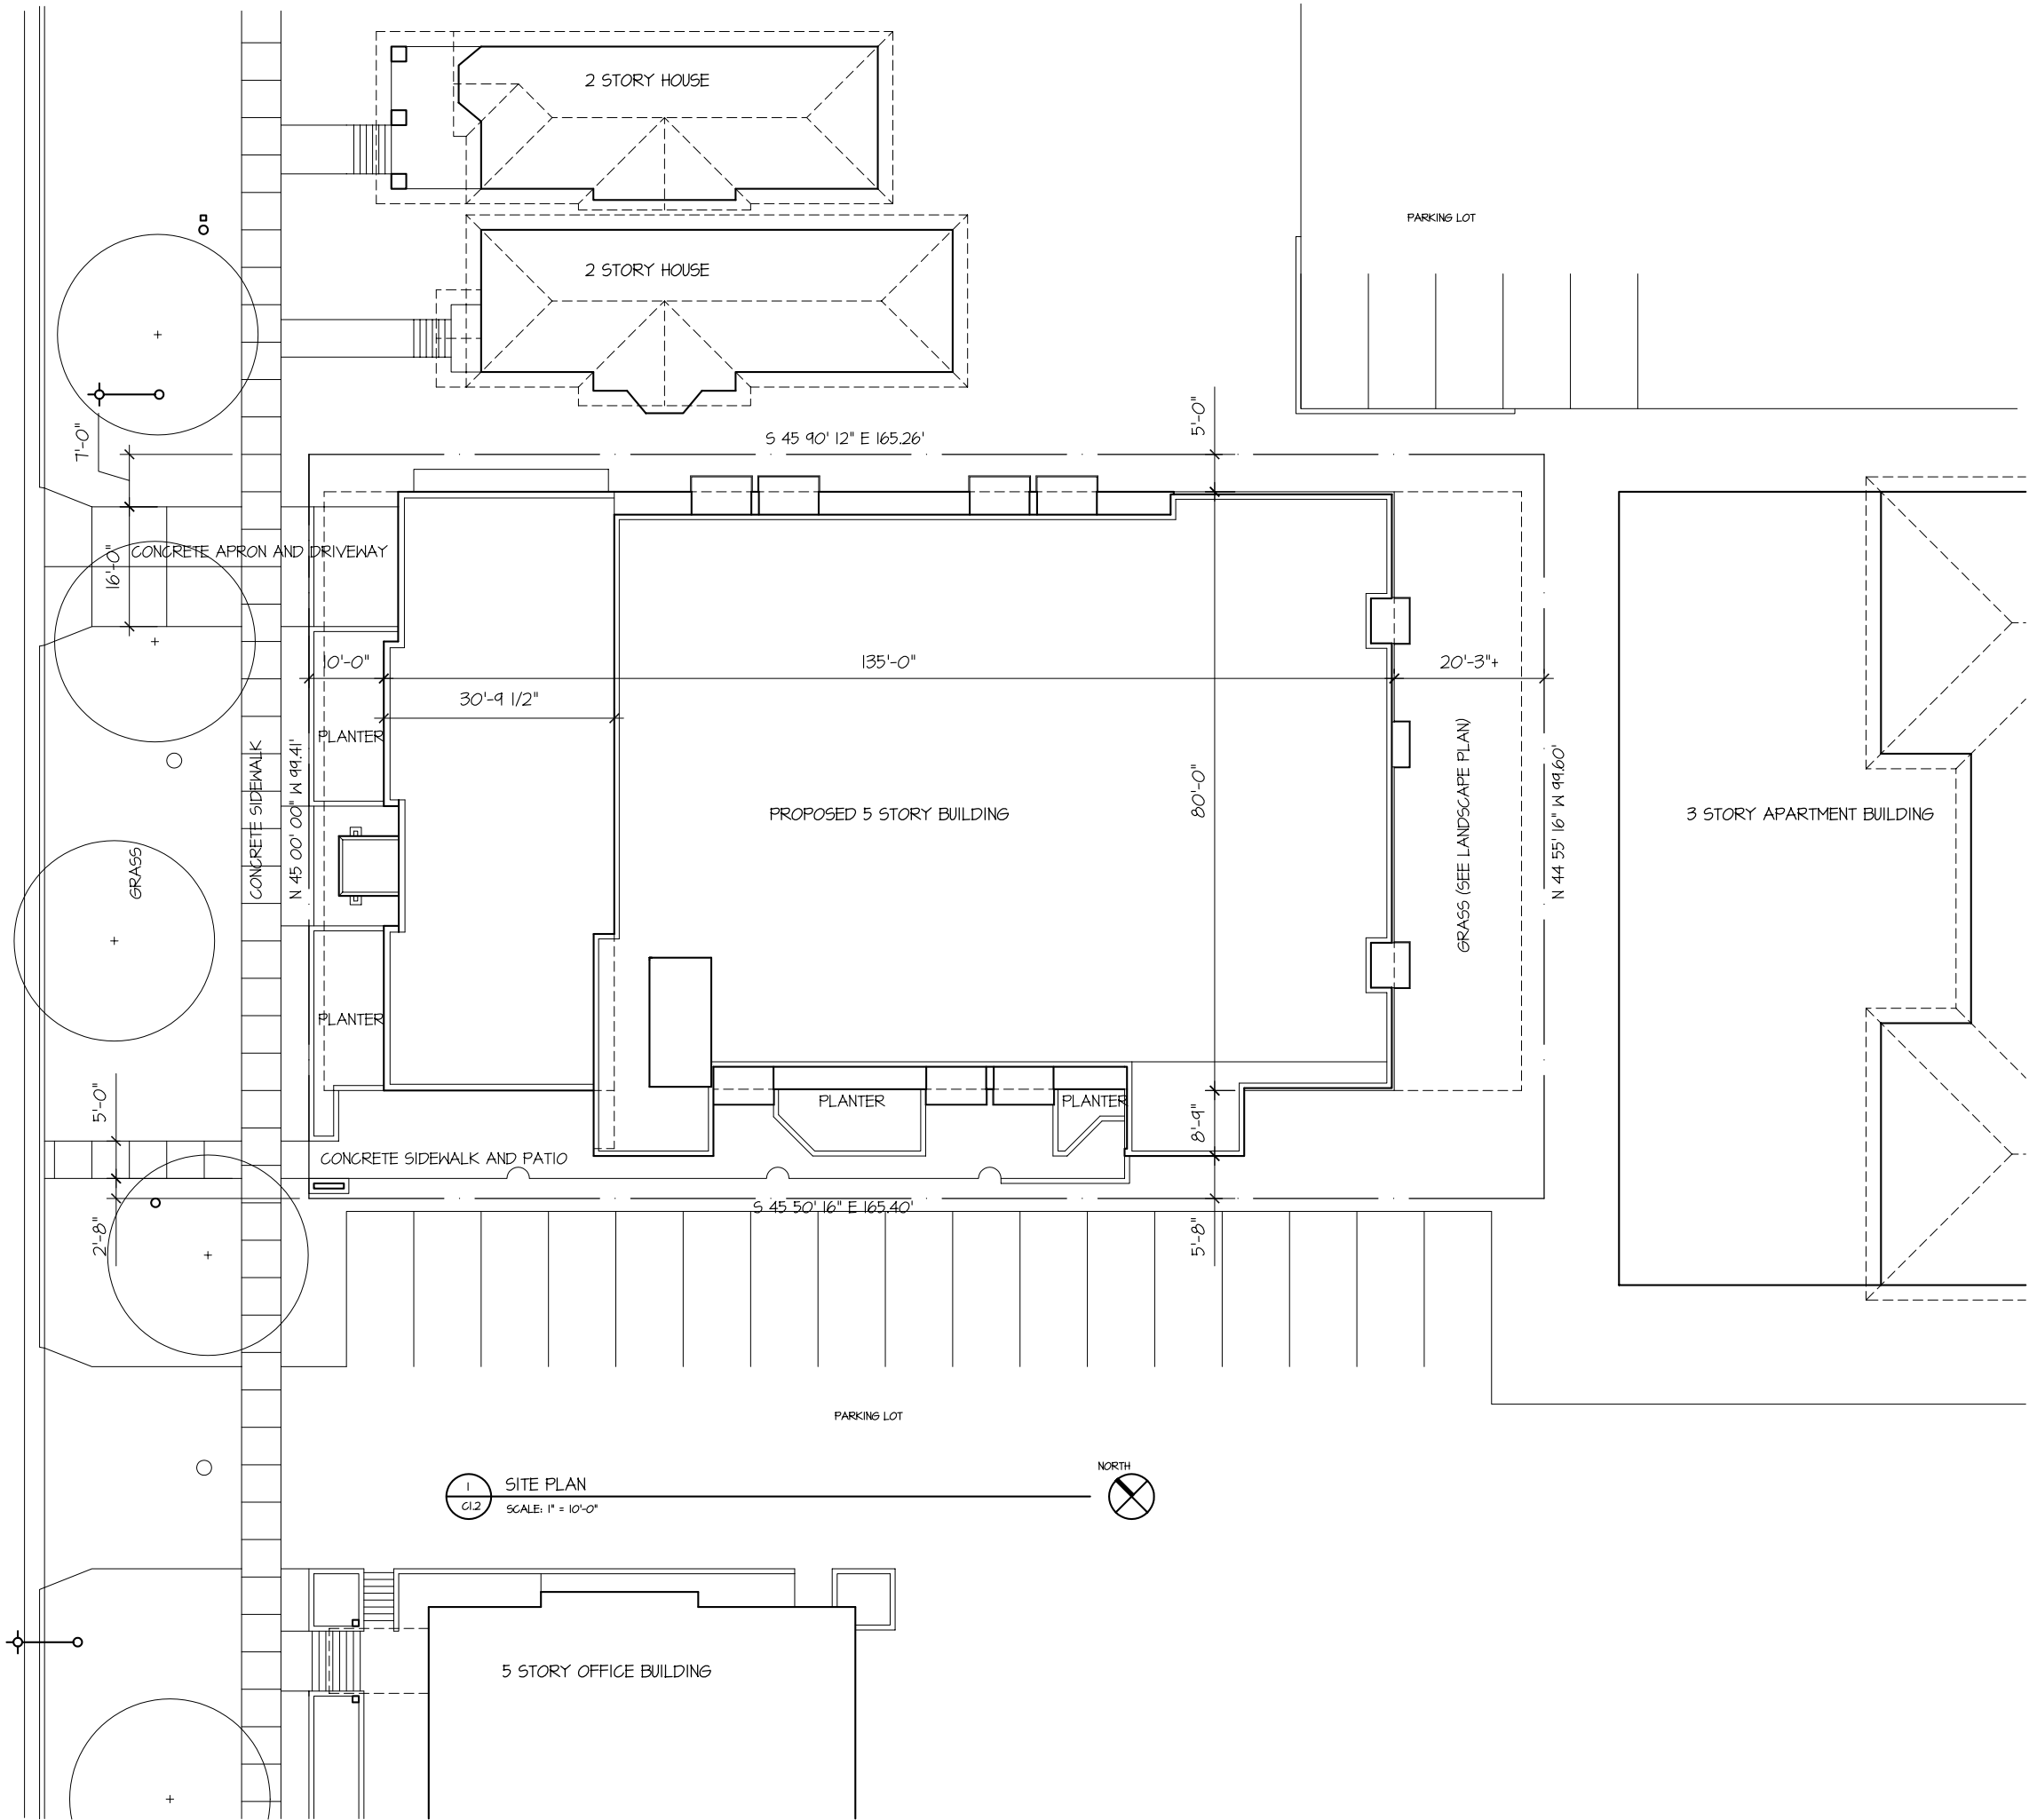 2 STORY HOUSE
PARKING LOT
2 STORY HOUSE
5'-0"
7'-0"
S 45 90' 12" E 165.26'
CONCRETE APRON AND DRIVEWAY
16'-0"
10'-0"
135'-0"
20'-3"+
30'-9 1/2"
PLANTER
GRASS
CONCRETE SIDEWALK
N 45 00' 00" W 99.41'
PROPOSED 5 STORY BUILDING
80'-0"
GRASS (SEE LANDSCAPE PLAN)
N 44 55' 16" W 99.60'
3 STORY APARTMENT BUILDING
PLANTER
5'-0"
PLANTER
PLANTER
8'-9"
CONCRETE SIDEWALK AND PATIO
S 45 50' 16" E 165.40'
2'-8"
5'-8"
PARKING LOT
NORTH
1
C1.2
SITE PLAN
SCALE: 1" = 10'-0"
5 STORY OFFICE BUILDING